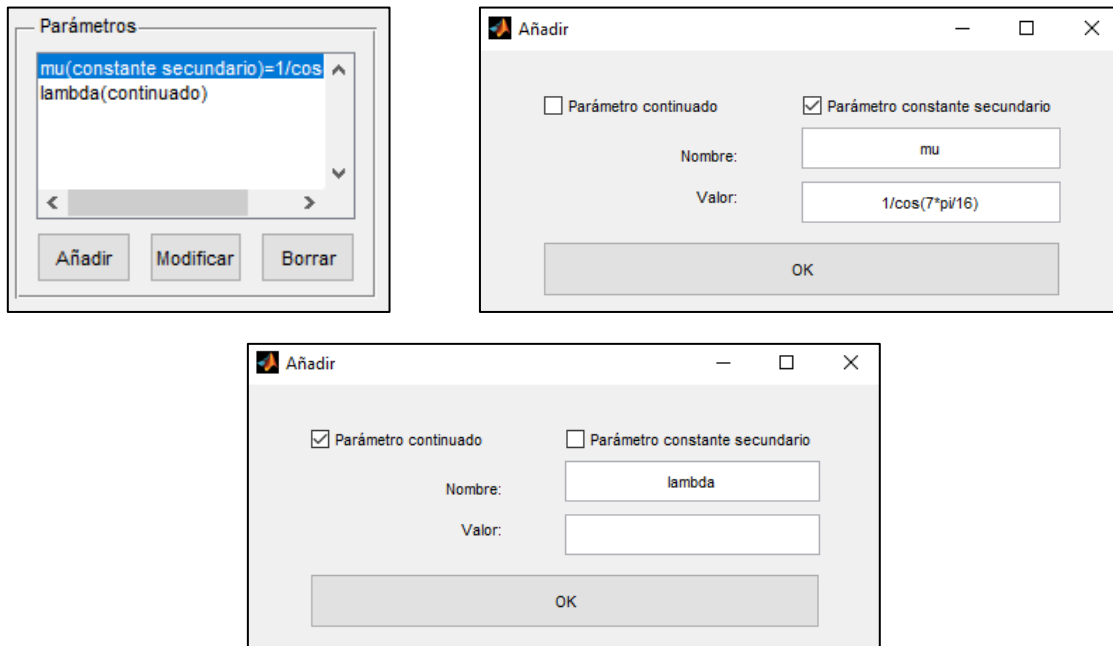 Parámetros
mu(constante secundario)=1/cos
lambda(continuado)
Añadir Modificar Borrar
Añadir
Parámetro continuado Parámetro constante secundario
Nombre: mu
Valor: 1/cos(7*pi/16)
OK
Añadir
Parámetro continuado Parámetro constante secundario
Nombre: lambda
Valor:
OK